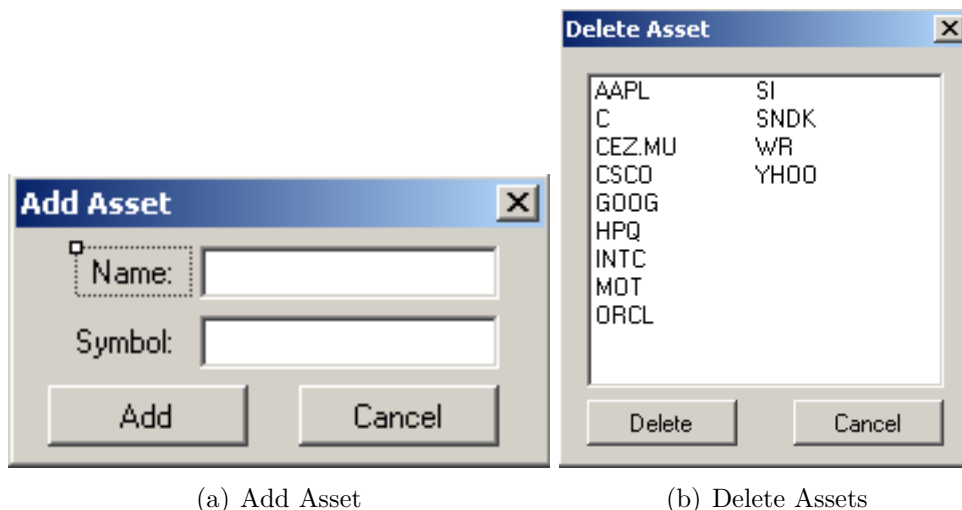 Add Asset
Name:
Symbol:
Add Cancel
(a) Add Asset
Delete Asset
AAPL SI
C SNDK
CEZ.MU WR
CSCO YHOO
GOOG
HPQ
INTC
MOT
ORCL
Delete Cancel
(b) Delete Assets